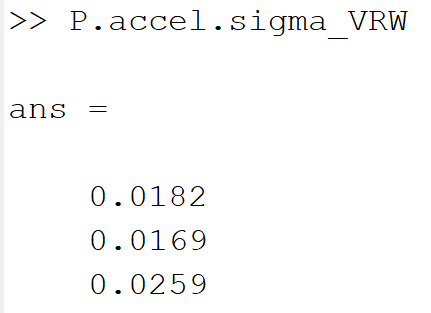 >> P.accel.sigma_VRW
ans =
0.0182
0.0169
0.0259